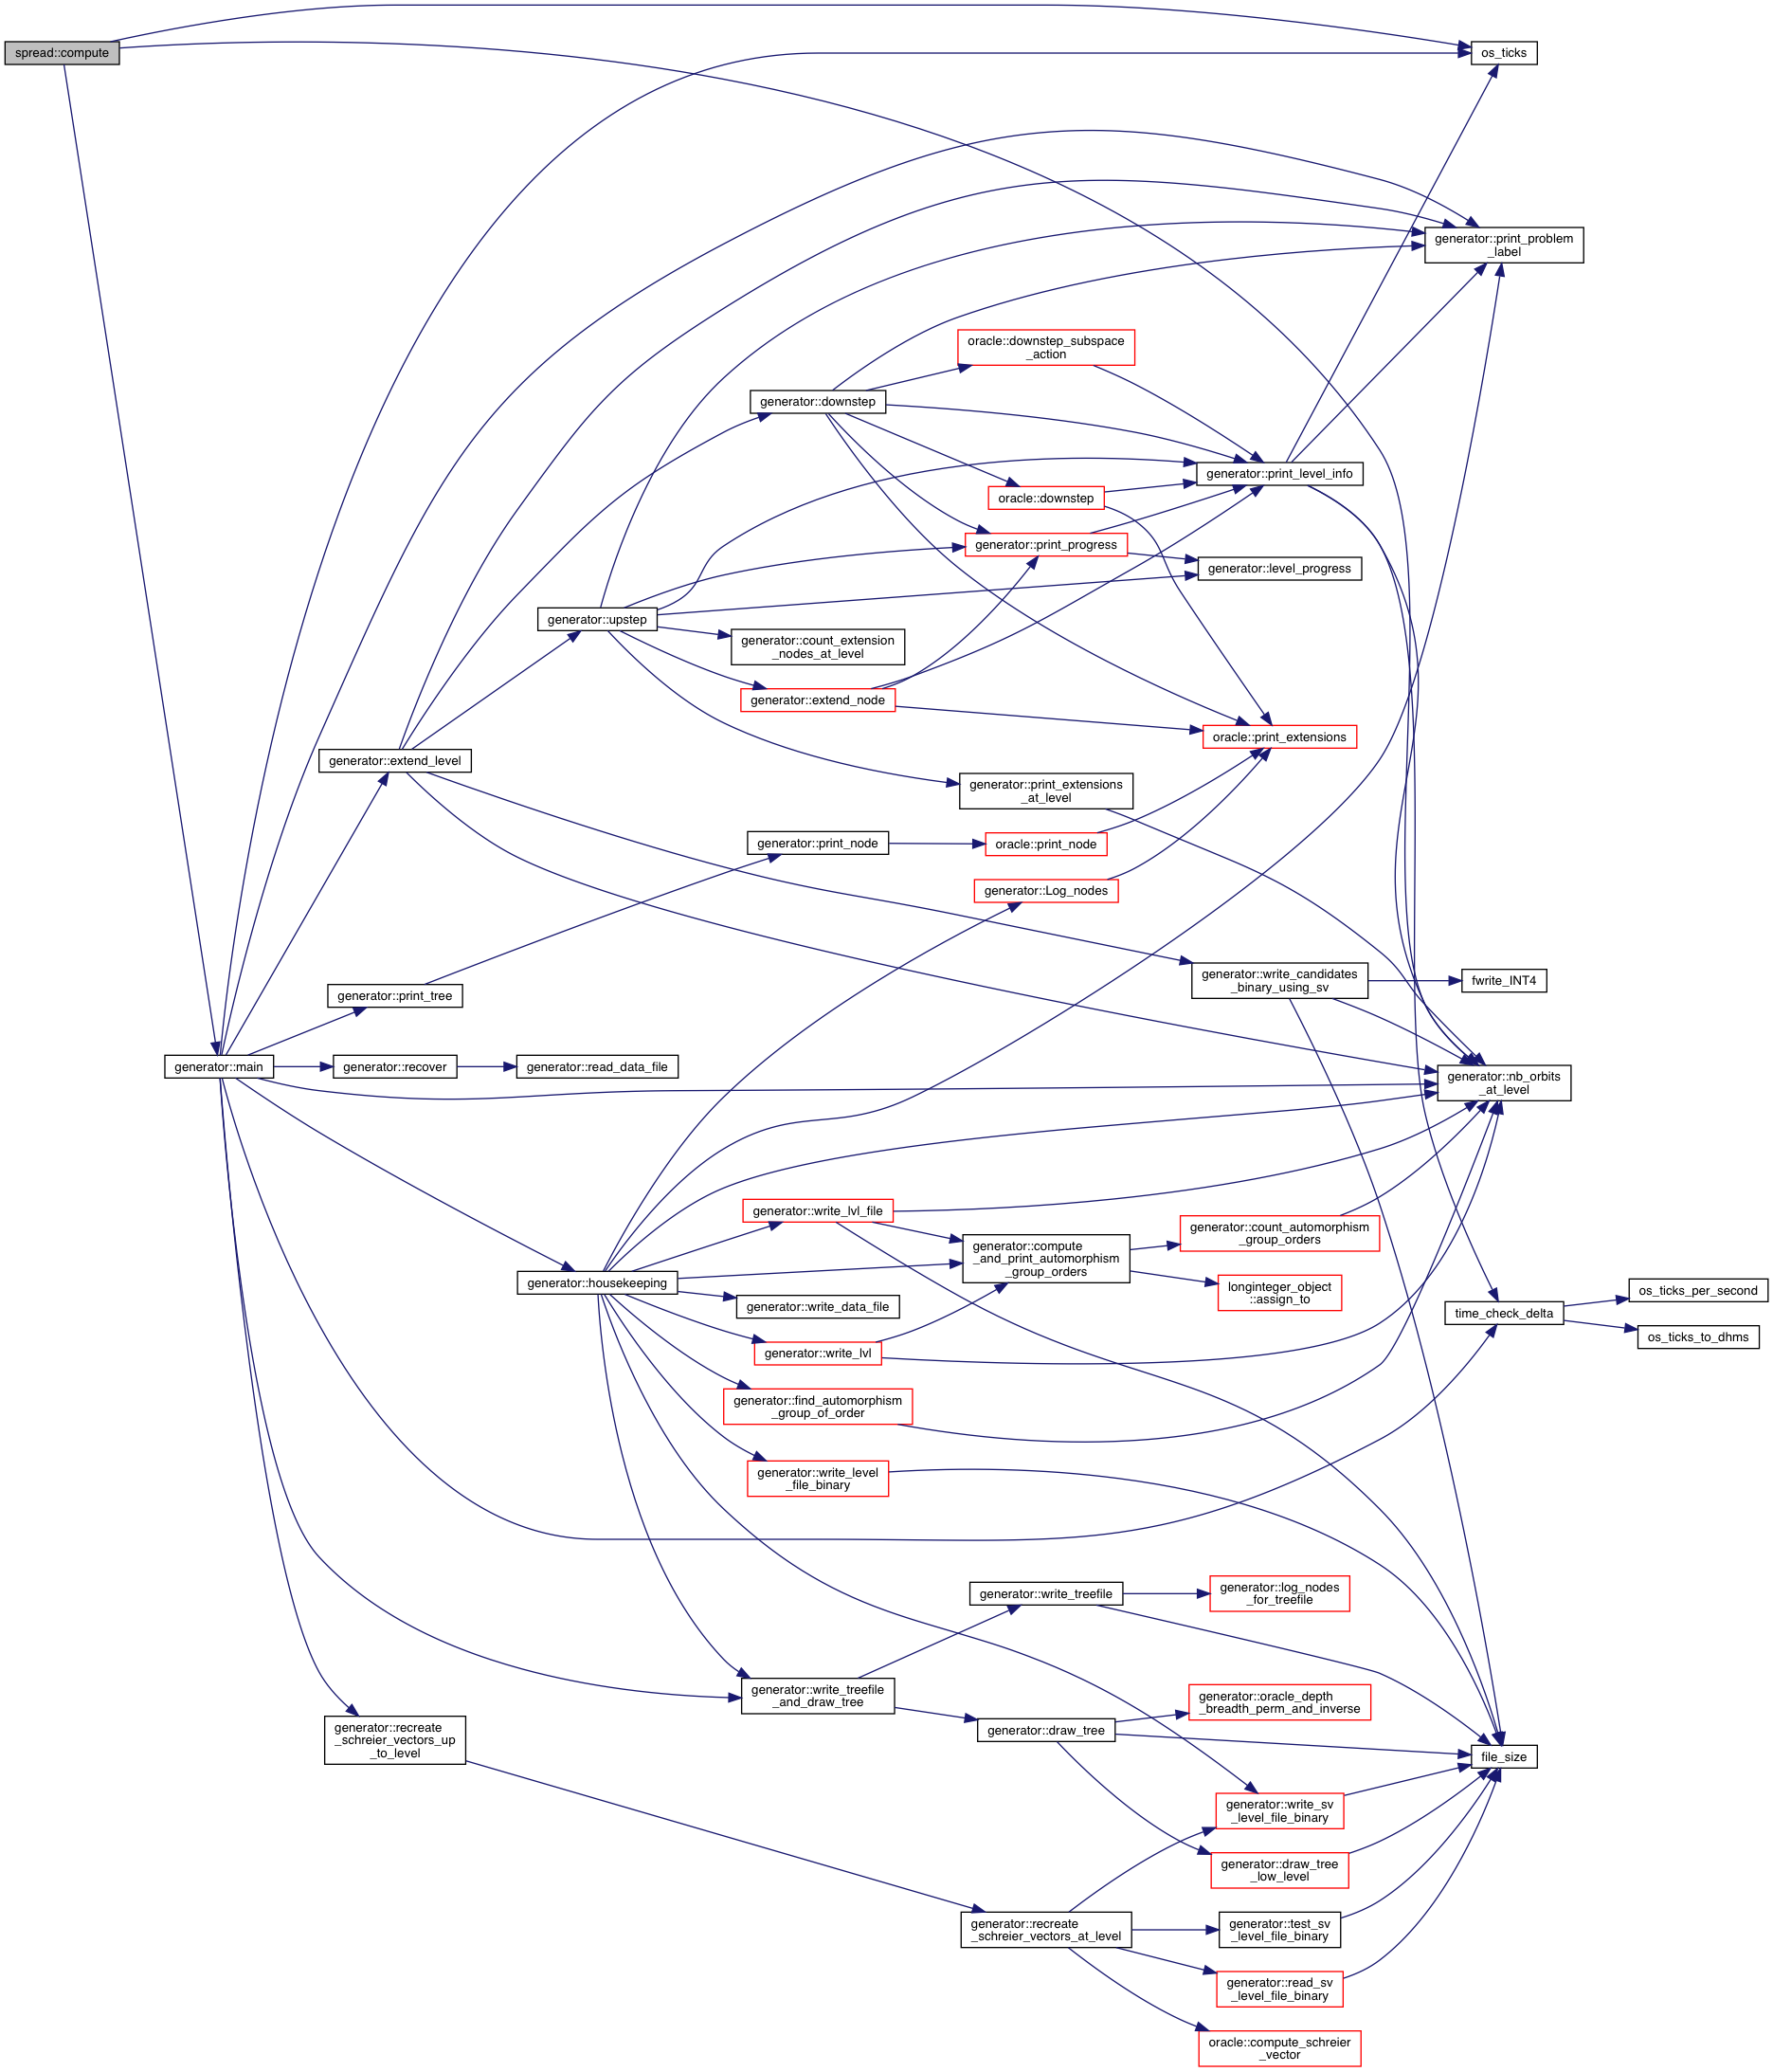 spread::compute
os_ticks
generator::print_problem
_label
oracle::downstep_subspace
_action
generator::downstep
generator::print_level_info
oracle::downstep
generator::print_progress
generator::level_progress
generator::upstep
generator::count_extension
_nodes_at_level
generator::extend_node
oracle::print_extensions
generator::extend_level
generator::print_extensions
_at_level
generator::print_node
oracle::print_node
generator::Log_nodes
generator::write_candidates
_binary_using_sv
fwrite_INT4
generator::print_tree
generator::main
generator::recover
generator::read_data_file
generator::nb_orbits
_at_level
generator::write_lvl_file
generator::count_automorphism
_group_orders
generator::compute
_and_print_automorphism
_group_orders
generator::housekeeping
longinteger_object
::assign_to
os_ticks_per_second
generator::write_data_file
time_check_delta
os_ticks_to_dhms
generator::write_lvl
generator::find_automorphism
_group_of_order
generator::write_level
_file_binary
generator::write_treefile
generator::log_nodes
_for_treefile
generator::write_treefile
_and_draw_tree
generator::oracle_depth
_breadth_perm_and_inverse
generator::draw_tree
generator::recreate
_schreier_vectors_up
_to_level
file_size
generator::write_sv
_level_file_binary
generator::draw_tree
_low_level
generator::recreate
_schreier_vectors_at_level
generator::test_sv
_level_file_binary
generator::read_sv
_level_file_binary
oracle::compute_schreier
_vector